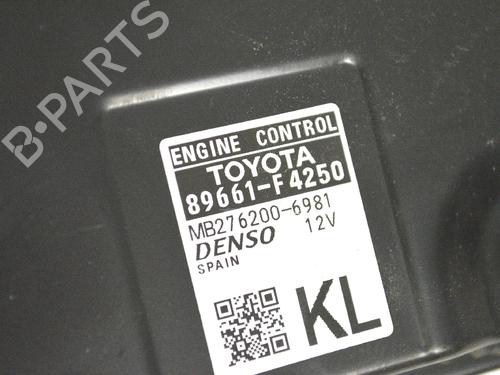 B-PARTS
ENGINE CONTROL
TOYOTA
89661-F4250
MB276200-6981
DENSO 12V
SPAIN
KL